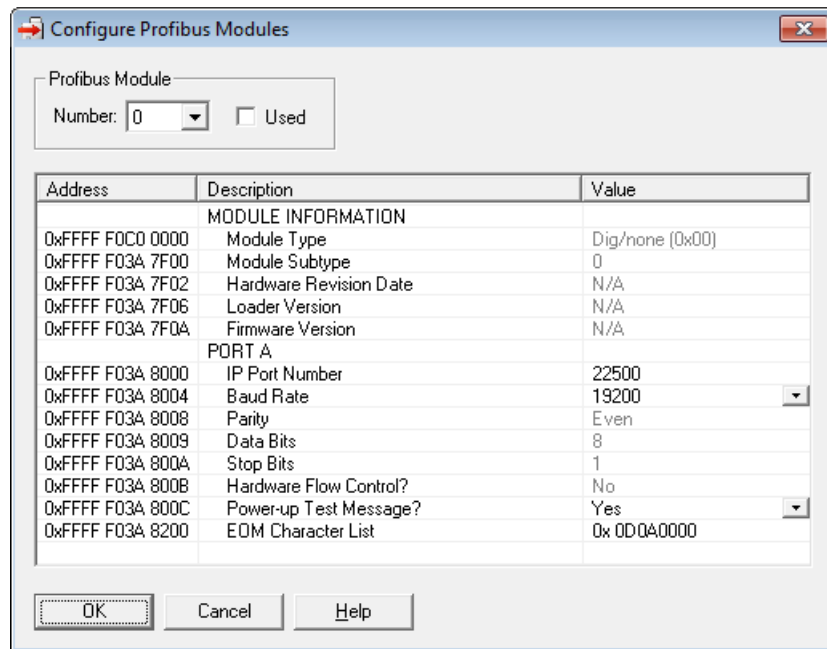 Configure Profibus Modules
Profibus Module
Number: 0 Used
Address Description Value
MODULE INFORMATION
0xFFFF F0C0 0000 Module Type Dig/none (0x00)
0xFFFF F03A 7F00 Module Subtype 0
0xFFFF F03A 7F02 Hardware Revision Date N/A
0xFFFF F03A 7F06 Loader Version N/A
0xFFFF F03A 7F0A Firmware Version N/A
PORT A
0xFFFF F03A 8000 IP Port Number 22500
0xFFFF F03A 8004 Baud Rate 19200
0xFFFF F03A 8008 Parity Even
0xFFFF F03A 8009 Data Bits 8
0xFFFF F03A 800A Stop Bits 1
0xFFFF F03A 800B Hardware Flow Control? No
0xFFFF F03A 800C Power-up Test Message? Yes
0xFFFF F03A 8200 EOM Character List 0x 0D0A0000
OK Cancel Help